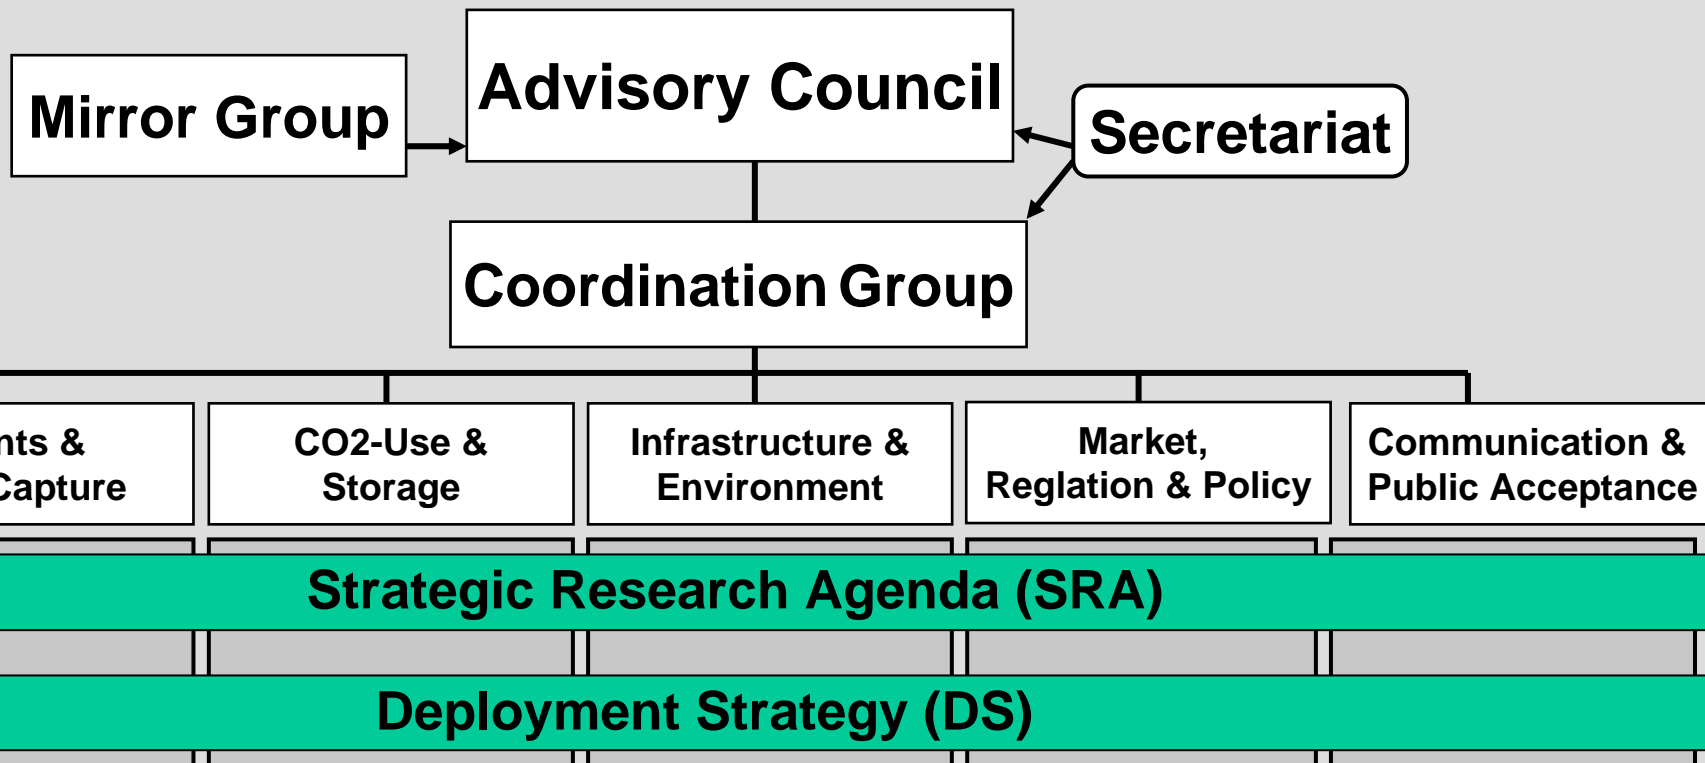 Advisory Council
Mirror Group
Secretariat
Coordination Group
nts &
Capture
CO2-Use &
Storage
Infrastructure &
Environment
Market,
Reglation & Policy
Communication &
Public Acceptance
Strategic Research Agenda (SRA)
Deployment Strategy (DS)